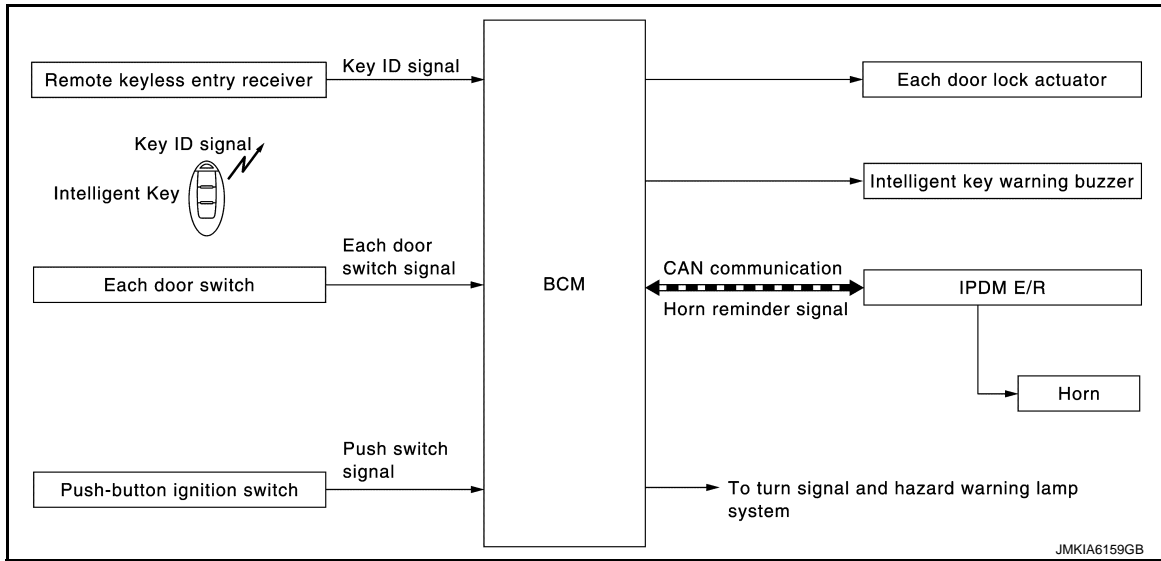 Remote keyless entry receiver
Key ID signal
Key ID signal
Intelligent Key
Each door switch
Each door
switch signal
Push-button ignition switch
Push switch
signal
BCM
Each door lock actuator
Intelligent key warning buzzer
CAN communication
Horn reminder signal
IPDM E/R
Horn
To turn signal and hazard warning lamp
system
JMKIA6159GB